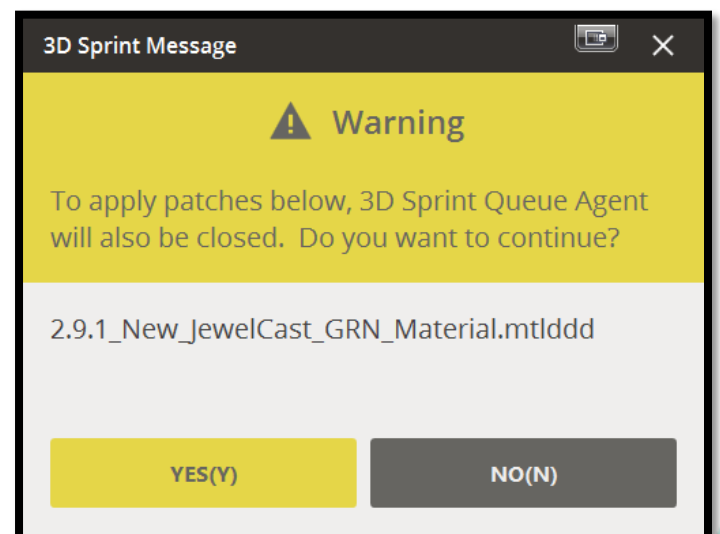 3D Sprint Message
Warning
To apply patches below, 3D Sprint Queue Agent
will also be closed.  Do you want to continue?
2.9.1_New_JewelCast_GRN_Material.mtlddd
YES(Y)
NO(N)